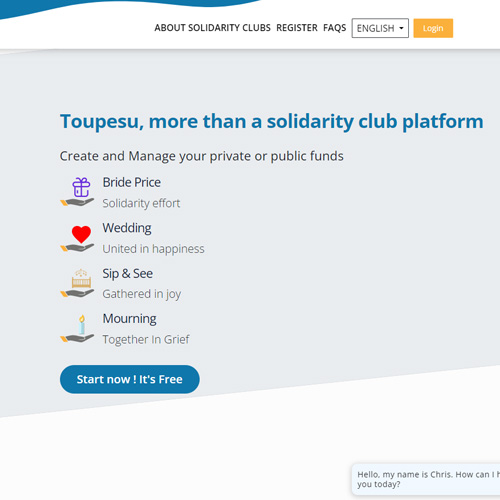 ABOUT SOLIDARITY CLUBS REGISTER FAQS ENGLISH Login
Toupesu, more than a solidarity club platform
Create and Manage your private or public funds
Bride Price
Solidarity effort
Wedding
United in happiness
Sip & See
Gathered in joy
Mourning
Together In Grief
Start now ! It's Free
Hello, my name is Chris. How can I
you today?